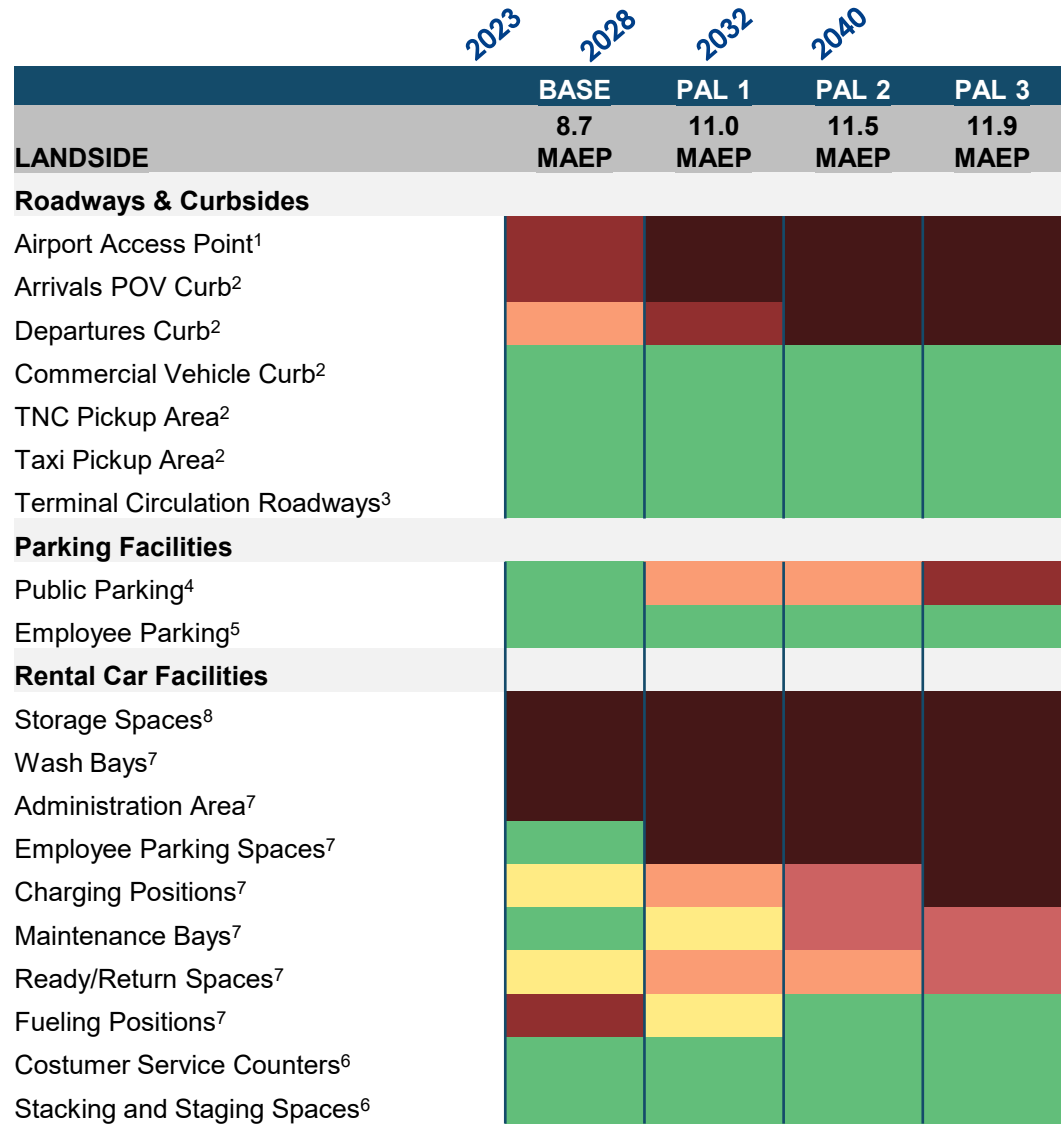 2023 2028 2032 2040
BASE PAL 1 PAL 2 PAL 3
8.7 11.0 11.5 11.9
LANDSIDE MAEP MAEP MAEP MAEP
Roadways & Curbsides
Airport Access Point¹
Arrivals POV Curb²
Departures Curb²
Commercial Vehicle Curb²
TNC Pickup Area²
Taxi Pickup Area²
Terminal Circulation Roadways³
Parking Facilities
Public Parking⁴
Employee Parking⁵
Rental Car Facilities
Storage Spaces⁸
Wash Bays⁷
Administration Area⁷
Employee Parking Spaces⁷
Charging Positions⁷
Maintenance Bays⁷
Ready/Return Spaces⁷
Fueling Positions⁷
Costumer Service Counters⁶
Stacking and Staging Spaces⁶